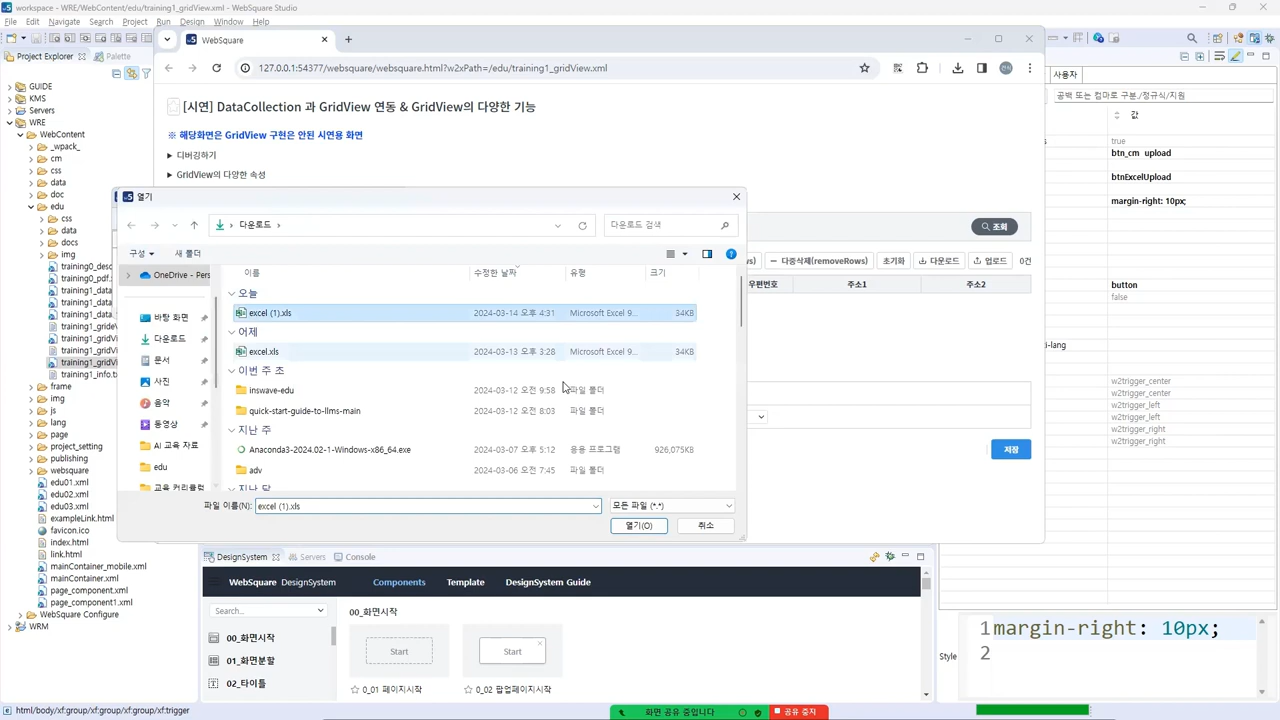 workspace - WRE/WebContent/edu/training1_gridView.xml - WebSquare Studio
File Edit Navigate Search Project Run Design Window Help
Project Explorer
Palette
GUIDE
KMS
Servers
WRE
WebContent
_wpack_
cm
css
data
doc
edu
css
data
docs
img
training0_desc
training0_pdf.
training1_data
training1_data
training1_data
training1_grideV
training1_gridVi
training1_gridVi
training1_gridVi
training1_info.tx
frame
img
js
lang
page
project_setting
publishing
websquare
edu01.xml
edu02.xml
edu03.xml
exampleLink.html
favicon.ico
index.html
link.html
mainContainer_mobile.xml
mainContainer.xml
page_component.xml
page_component1.xml
WebSquare Configure
WRM
WebSquare
127.0.0.1:54377/websquare/websquare.html?w2xPath=/edu/training1_gridView.xml
[시연] DataCollection 과 GridView 연동 & GridView의 다양한 기능
※ 해당화면은 GridView 구현은 안된 시연용 화면
디버깅하기
GridView의 다양한 속성
조회
다중삭제(removeRows)
초기화
다운로드
업로드
0건
우편번호
주소1
주소2
저장
열기
다운로드
다운로드 검색
구성
새 폴더
이름
수정한 날짜
유형
크기
OneDrive - Pers
바탕 화면
다운로드
문서
사진
음악
동영상
AI 교육 자료
edu
교육 커리큘럼
오늘
excel (1).xls 2024-03-14 오후 4:31 Microsoft Excel 9... 34KB
어제
excel.xls 2024-03-13 오후 3:28 Microsoft Excel 9... 34KB
이번 주 초
inswave-edu 2024-03-12 오전 9:58 파일 폴더
quick-start-guide-to-llms-main 2024-03-12 오전 8:03 파일 폴더
지난 주
Anaconda3-2024.02-1-Windows-x86_64.exe 2024-03-07 오후 5:12 응용 프로그램 926,075KB
adv 2024-03-06 오전 7:45 파일 폴더
지난 달
파일 이름(N):
excel (1).xls
모든 파일 (*.*)
열기(O)
취소
사용자
공백 또는 컴마로 구분./정규식/지원
값
true
btn_cm upload
btnExcelUpload
margin-right: 10px;
button
false
w2trigger_center
w2trigger_center
w2trigger_left
w2trigger_left
w2trigger_right
w2trigger_right
DesignSystem
Servers
Console
WebSquare DesignSystem
Components
Template
DesignSystem Guide
Search...
00_화면시작
01_화면분할
02_타이틀
00_화면시작
Start
Start
0_01 페이지시작
0_02 팝업페이지시작
Style
1 margin-right: 10px;
2
html/body/xf:group/xf:group/xf:group/xf:trigger
화면 공유 중입니다
공유 중지